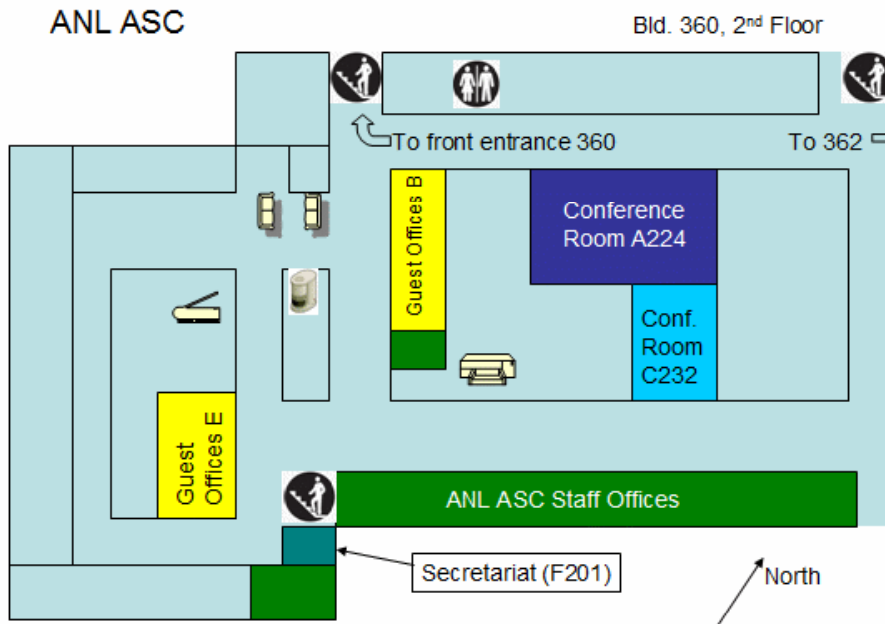 ANL ASC
Bld. 360, 2nd Floor
To front entrance 360
To 362
Guest Offices B
Conference
Room A224
Conf.
Room
C232
Guest
Offices E
ANL ASC Staff Offices
Secretariat (F201)
North